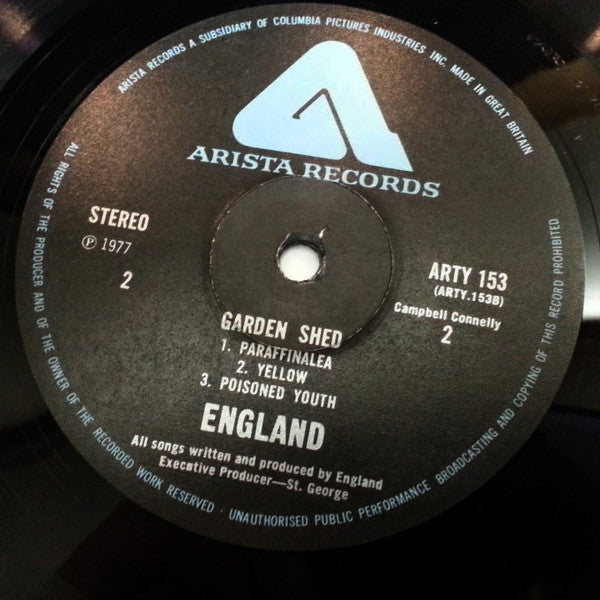 ARISTA RECORDS A SUBSIDIARY OF COLUMBIA PICTURES INDUSTRIES INC. MADE IN GREAT BRITAIN
ARISTA RECORDS
STEREO
℗ 1977
2
ARTY 153
(ARTY.153B)
Campbell Connelly
2
GARDEN SHED
1. PARAFFINALEA
2. YELLOW
3. POISONED YOUTH
ENGLAND
All songs written and produced by England
Executive Producer—St. George
ALL RIGHTS OF THE PRODUCER AND OF THE OWNER OF THE RECORDED WORK RESERVED · UNAUTHORISED PUBLIC PERFORMANCE BROADCASTING AND COPYING OF THIS RECORD PROHIBITED